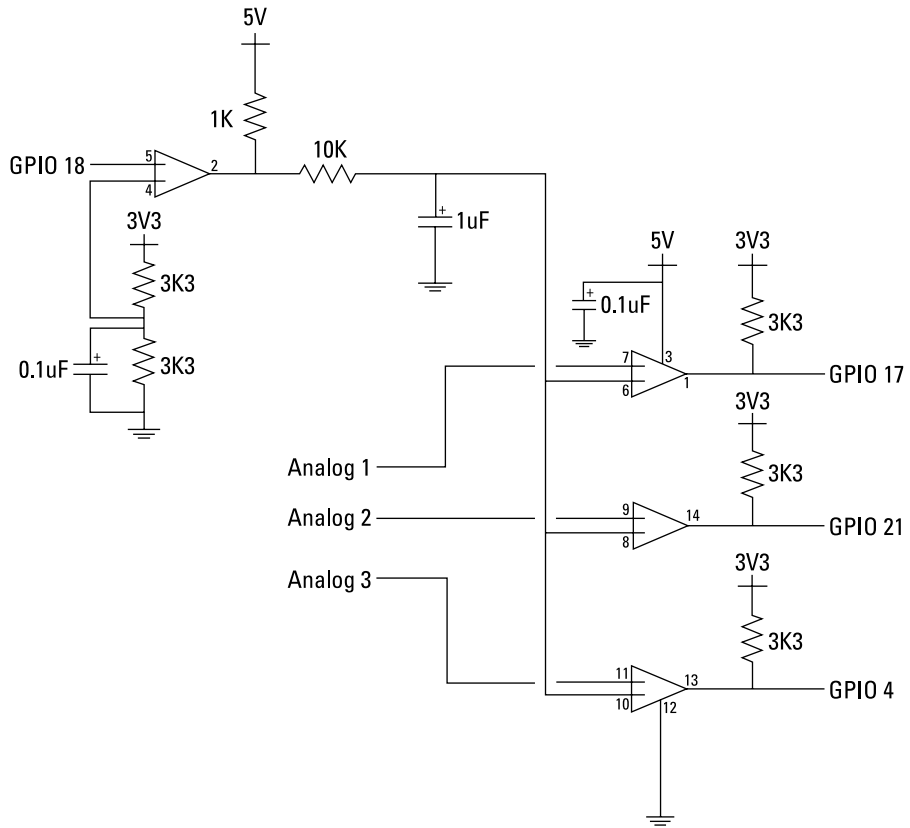 5V
1K
10K
GPIO 18
5
4
2
3V3
3K3
3K3
0.1uF
+
+
1uF
5V
3V3
+
0.1uF
3K3
7
6
3
1
GPIO 17
3V3
3K3
Analog 1
Analog 2
9
8
14
GPIO 21
3V3
3K3
Analog 3
11
10
13
12
GPIO 4